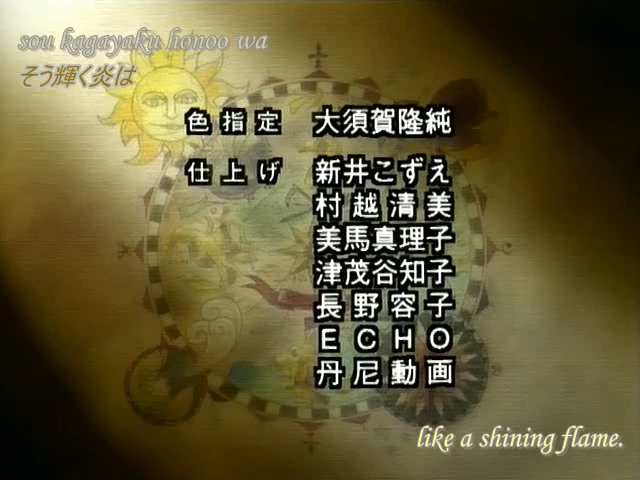 sou kagayaku honoo wa
そう輝く炎は
色指定 大須賀隆純
仕上げ 新井こずえ
村越清美
美馬真理子
津茂谷知子
長野容子
ECHO
丹尼動画
like a shining flame.